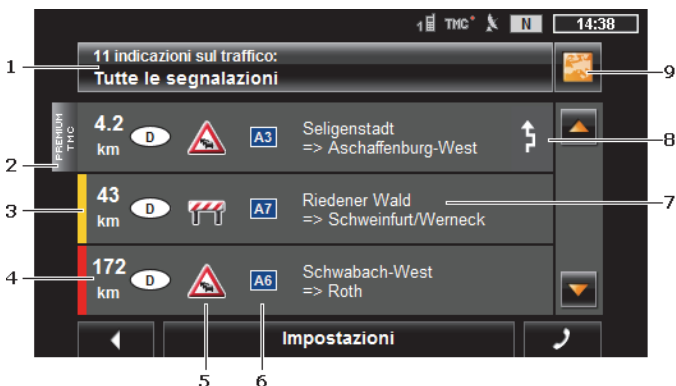 1 TMC N 14:38
1
11 indicazioni sul traffico:
Tutte le segnalazioni
9
2
PREMIUM
TMC
4.2
km
D
A3
Seligenstadt
=> Aschaffenburg-West
8
3
43
km
D
A7
Riedener Wald
=> Schweinfurt/Werneck
7
4
172
km
D
A6
Schwabach-West
=> Roth
Impostazioni
5 6